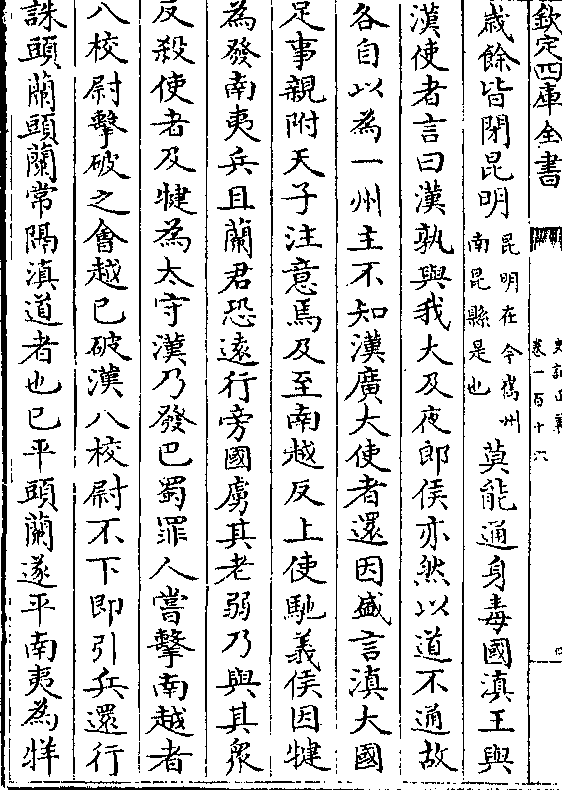 欽定四庫全書
史記正義
卷一百十六
歲餘皆閉昆明昆明在今嶲州南昆縣是也莫能通身毒國滇王與
漢使者言曰漢孰與我大及夜郎侯亦然以道不通故
各自以為一州主不知漢廣大使者還因盛言滇大國
足事親附天子注意焉及至南越反上使馳義侯因犍
為發南夷兵且蘭君恐遠行旁國虜其老弱乃與其衆
反殺使者及犍為太守漢乃發巴蜀罪人嘗擊南越者
八校尉擊破之會越已破漢八校尉不下即引兵還行
誅頭蘭頭蘭常隔滇道者也已平頭蘭遂平南夷為牂